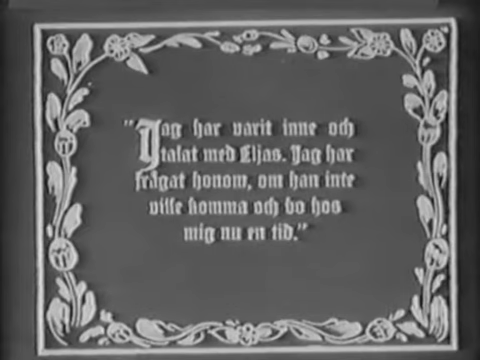 "Jag har varit inne och
talat med Eljas. Jag har
frågat honom, om han inte
ville komma och bo hos
mig nu en tid."